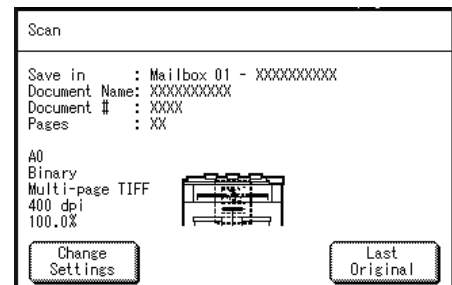 Scan
Save in : Mailbox 01 - XXXXXXXXXX
Document Name: XXXXXXXXXX
Document # : XXXX
Pages : XX
A0
Binary
Multi-page TIFF
400 dpi
100.0%
Change
Settings
Last
Original